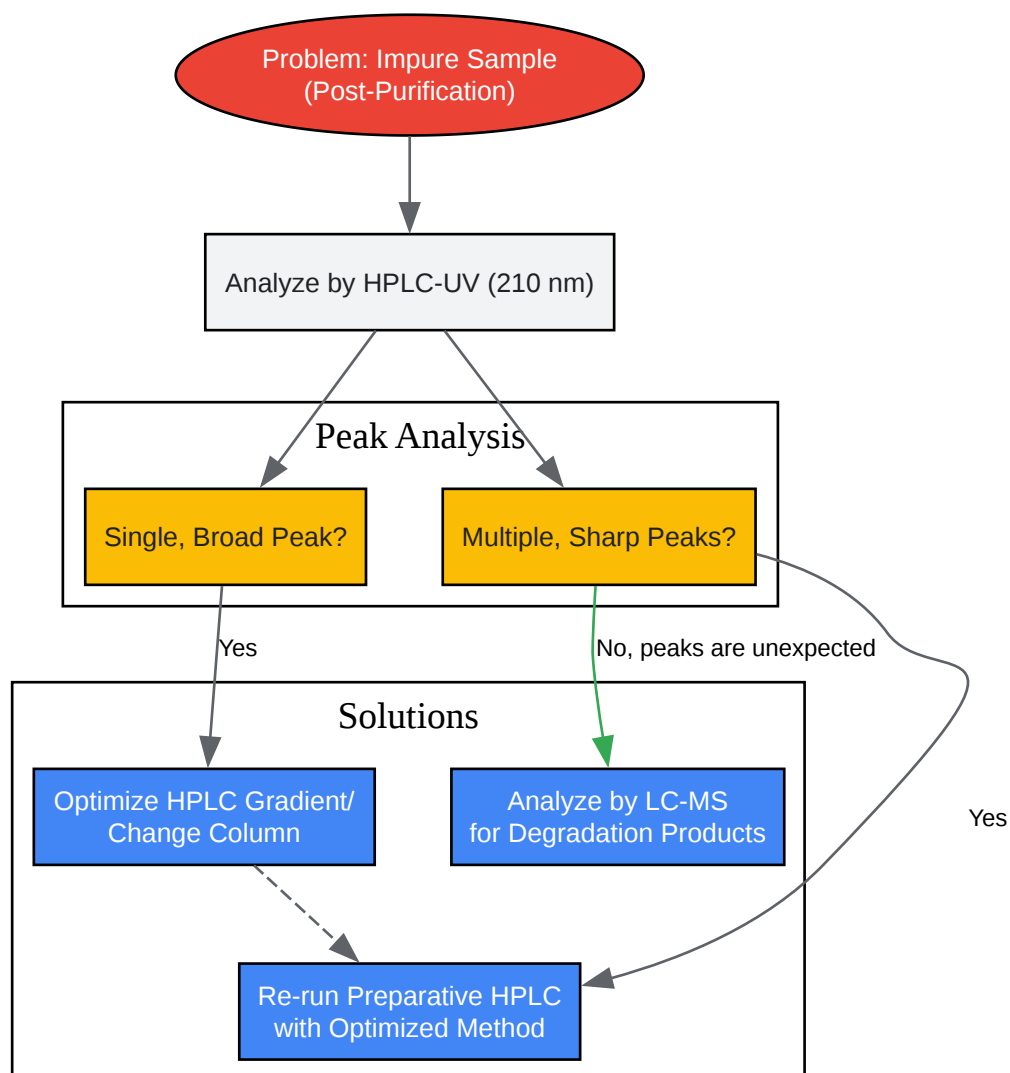 Problem: Impure Sample
(Post-Purification)
Analyze by HPLC-UV (210 nm)
Peak Analysis
Single, Broad Peak?
Multiple, Sharp Peaks?
Yes
No, peaks are unexpected
Solutions
Optimize HPLC Gradient/
Change Column
Analyze by LC-MS
for Degradation Products
Yes
Re-run Preparative HPLC
with Optimized Method